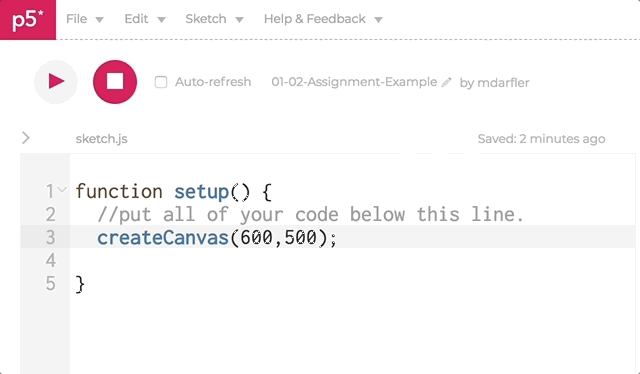 p5* File Edit Sketch Help & Feedback
Auto-refresh 01-02-Assignment-Example by mdarfler
sketch.js Saved: 2 minutes ago
1 function setup() {
2 //put all of your code below this line.
3 createCanvas(600,500);
4
5 }